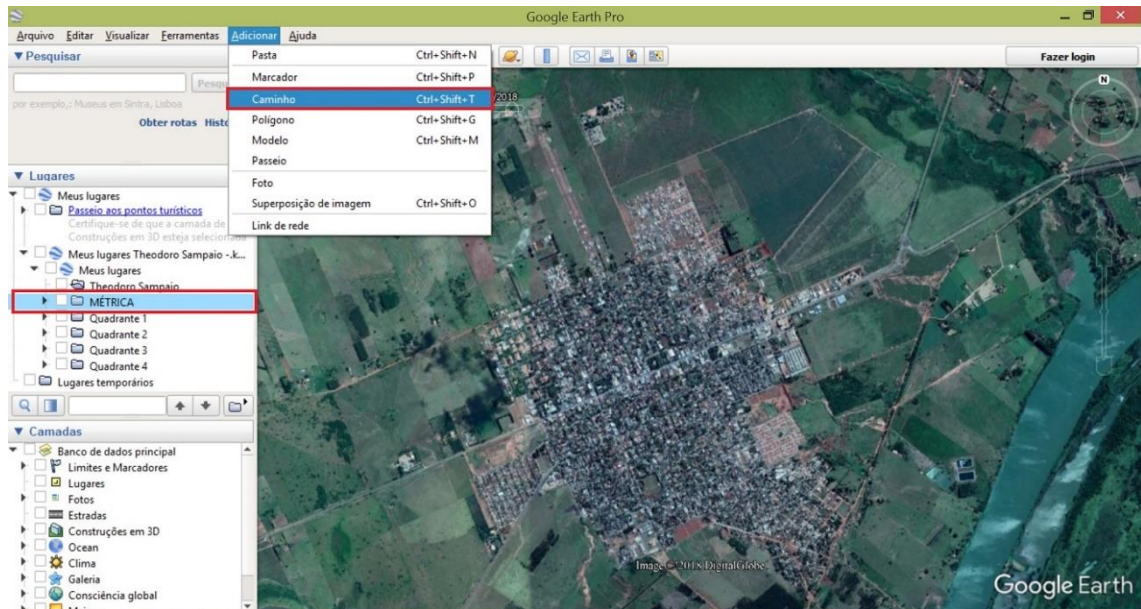 Google Earth Pro
Arquivo Editar Visualizar Ferramentas Adicionar Ajuda
Pesquisar
por exemplo,: Museus em Sintra, Lisboa
Obter rotas
Pasta Ctrl+Shift+N
Marcador Ctrl+Shift+P
Caminho Ctrl+Shift+T
Polígono Ctrl+Shift+G
Modelo Ctrl+Shift+M
Passeio
Foto
Superposição de imagem Ctrl+Shift+O
Link de rede
Fazer login
2018
N
Lugares
Meus lugares
Passeio aos pontos turísticos
Certifique-se de que a camada de
Construções em 3D esteja selecionada
Meus lugares Theodoro Sampaio -.k...
Meus lugares
Theodoro Sampaio
MÉTRICA
Quadrante 1
Quadrante 2
Quadrante 3
Quadrante 4
Lugares temporários
Camadas
Banco de dados principal
Limites e Marcadores
Lugares
Fotos
Estradas
Construções em 3D
Ocean
Clima
Galeria
Consciência global
Image © 2018 DigitalGlobe
Google Earth